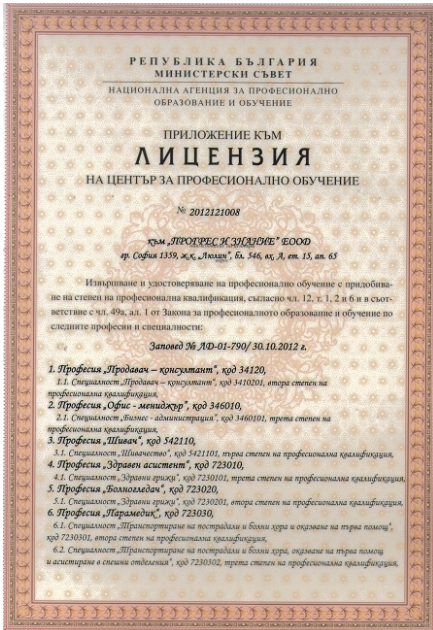 РЕПУБЛИКА БЪЛГАРИЯ
МИНИСТЕРСКИ СЪВЕТ
НАЦИОНАЛНА АГЕНЦИЯ ЗА ПРОФЕСИОНАЛНО
ОБРАЗОВАНИЕ И ОБУЧЕНИЕ
ПРИЛОЖЕНИЕ КЪМ
ЛИЦЕНЗИЯ
НА ЦЕНТЪР ЗА ПРОФЕСИОНАЛНО ОБУЧЕНИЕ
№ 2012121008
към „ПРОГРЕС И ЗНАНИЕ" ЕООД
гр. София 1359, ж.к. „Люлин", Бл. 546, вх. А, ет. 15, ап. 65
Извършване и удостоверяване на професионално обучение с придобива-
не на степен на професионална квалификация, съгласно чл. 12, т. 1, 2 и 6 и в съот-
ветствие с чл. 49а, ал. 1 от Закона за професионалното образование и обучение по
следните професии и специалности:
Заповед № ЛД-01-790/ 30.10.2012 г.
1. Професия „Продавач – консултант", код 34120,
1.1. Специалност „Продавач – консултант", код 3410201, втора степен на
професионална квалификация,
2. Професия „Офис - мениджър", код 346010,
2.1. Специалност „Бизнес - администрация", код 3460101, трета степен на
професионална квалификация,
3. Професия „Шивач", код 542110,
3.1. Специалност „Шивачество", код 5421101, първа степен на професионална квалификация,
4. Професия „Здравен асистент", код 723010,
4.1. Специалност „Здравни грижи", код 7230101, трета степен на професионална квалификация,
5. Професия „Болногледач", код 723020,
5.1. Специалност „Здравни грижи", код 7230201, втора степен на професионална квалификация,
6. Професия „Парамедик", код 723030,
6.1. Специалност „Транспортиране на пострадали и болни хора и оказване на първа помощ",
код 7230301, втора степен на професионална квалификация,
6.2. Специалност „Транспортиране на пострадали и болни хора, оказване на първа помощ
и асистиране в спешни отделения", код 7230302, трета степен на професионална квалификация,